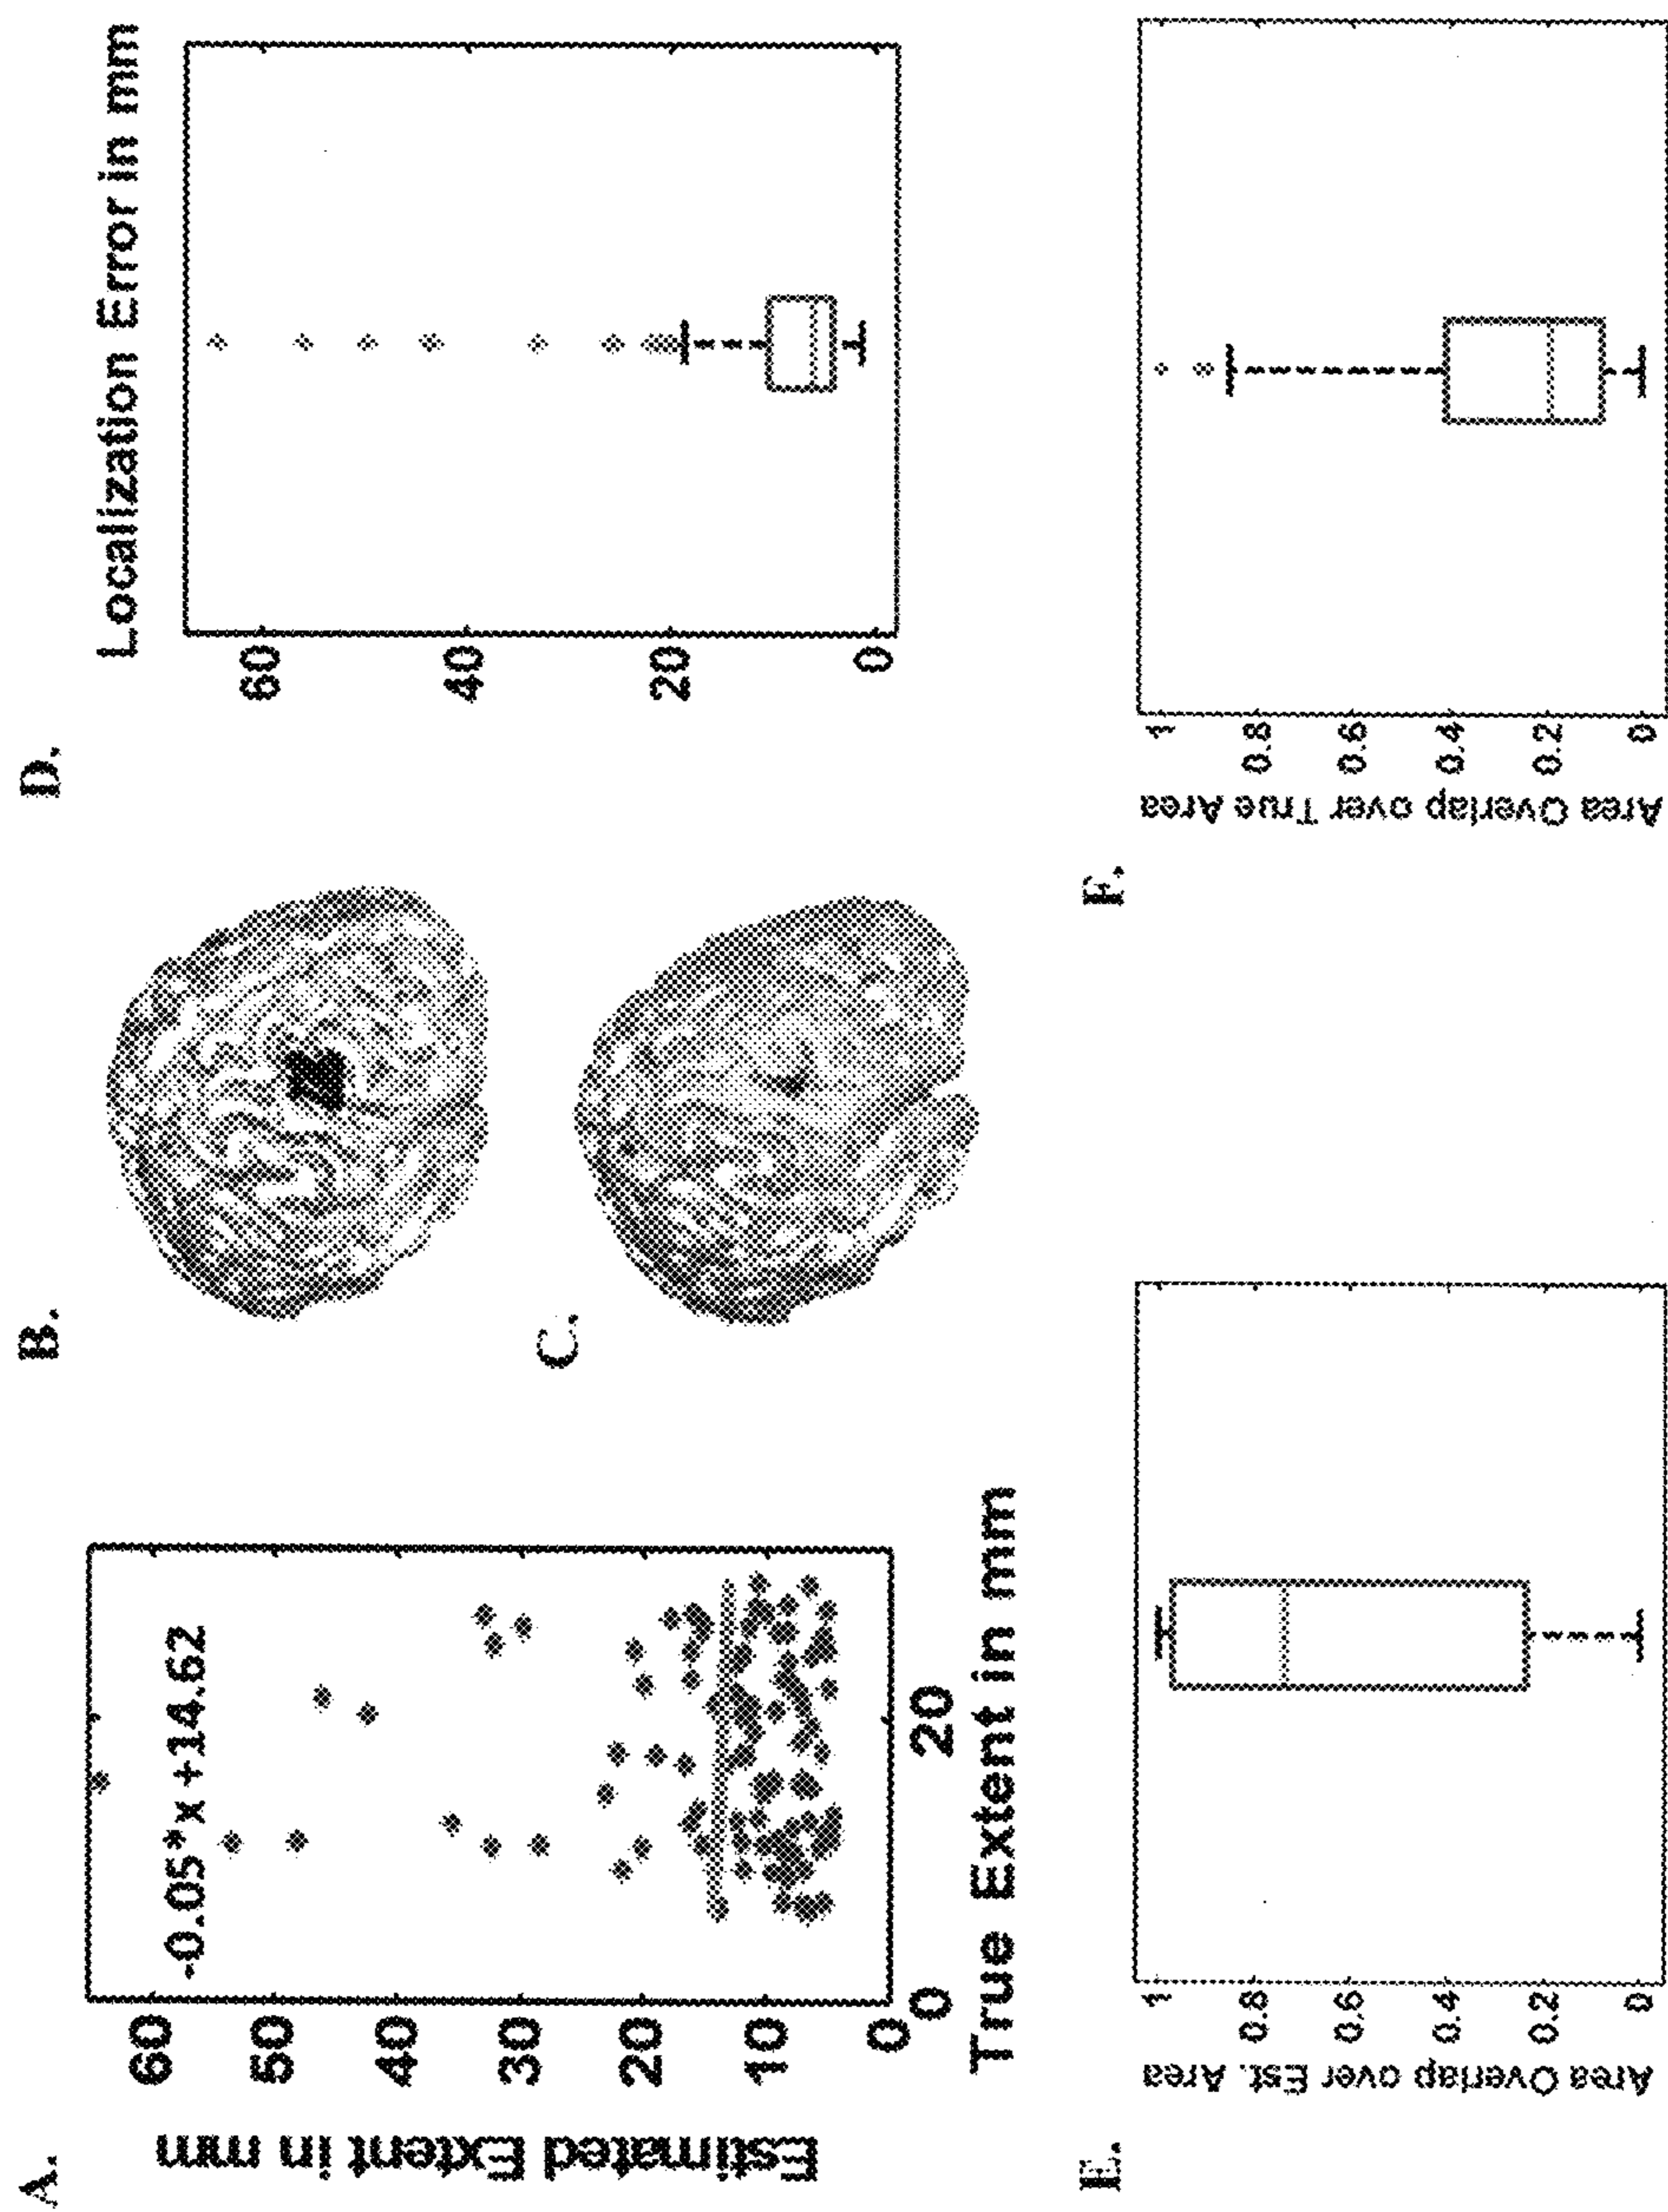 A.
Estimated Extent in mm
60
50
40
30
20
10
0
-0.05*x +14.62
0
20
True Extent in mm
B.
C.
D.
Localization Error in mm
60
40
20
0
E.
Area Overlap over Est. Area
1
0.8
0.6
0.4
0.2
0
F.
Area Overlap over True Area
1
0.8
0.6
0.4
0.2
0